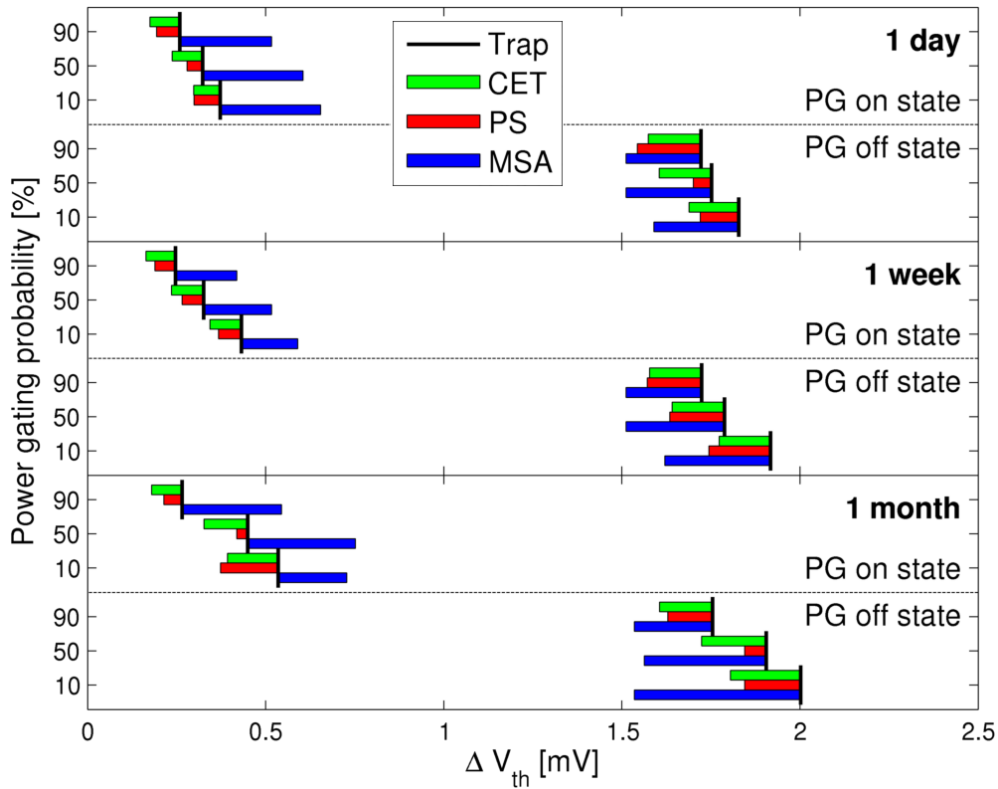 Power gating probability [%]
Trap
CET
PS
MSA
1 day
90
50
10
PG on state
90
50
10
PG off state
1 week
90
50
10
PG on state
90
50
10
PG off state
1 month
90
50
10
PG on state
90
50
10
PG off state
0 0.5 1 1.5 2 2.5
Δ Vth [mV]